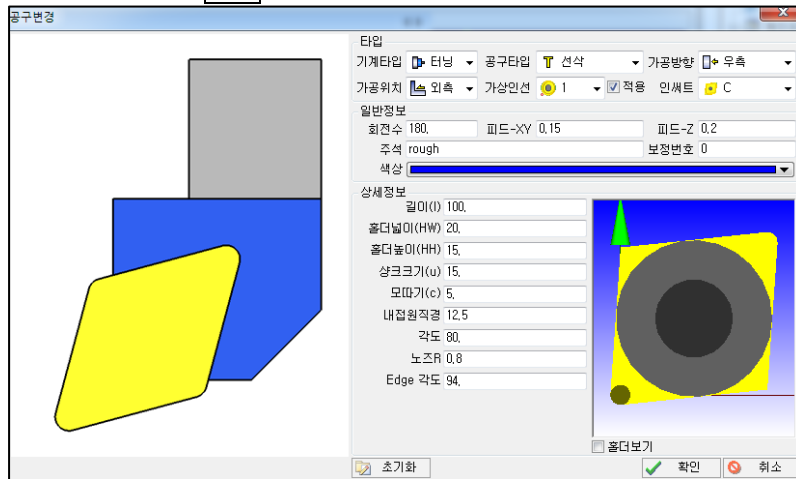 공구변경
타입
기계타입 터닝 공구타입 선삭 가공방향 우측
가공위치 외측 가상인선 1 적용 인써트 C
일반정보
회전수 180, 피드-XY 0,15 피드-Z 0,2
주석 rough 보정번호 0
색상
상세정보
길이(l) 100,
홀더넓이(HW) 20,
홀더높이(HH) 15,
샹크크기(u) 15,
모따기(c) 5,
내접원직경 12,5
각도 80,
노즈R 0,8
Edge 각도 94,
홀더보기
초기화 확인 취소